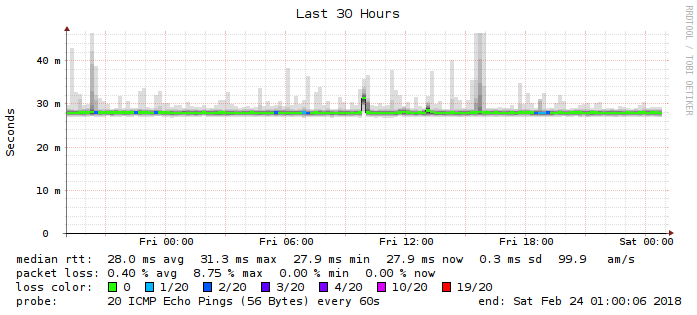 Last 30 Hours
RRDTOOL / TOBI OETIKER
Seconds
40 m
30 m
20 m
10 m
0
Fri 00:00 Fri 06:00 Fri 12:00 Fri 18:00 Sat 00:00
median rtt: 28.0 ms avg 31.3 ms max 27.9 ms min 27.9 ms now 0.3 ms sd 99.9 am/s
packet loss: 0.40 % avg 8.75 % max 0.00 % min 0.00 % now
loss color: 0 1/20 2/20 3/20 4/20 10/20 19/20
probe: 20 ICMP Echo Pings (56 Bytes) every 60s end: Sat Feb 24 01:00:06 2018